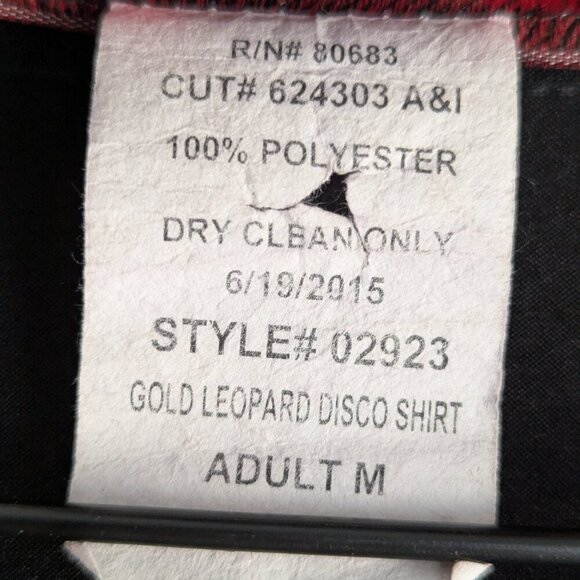 R/N# 80683
CUT# 624303 A&I
100% POLYESTER
DRY CLEAN ONLY
6/19/2015
STYLE# 02923
GOLD LEOPARD DISCO SHIRT
ADULT M